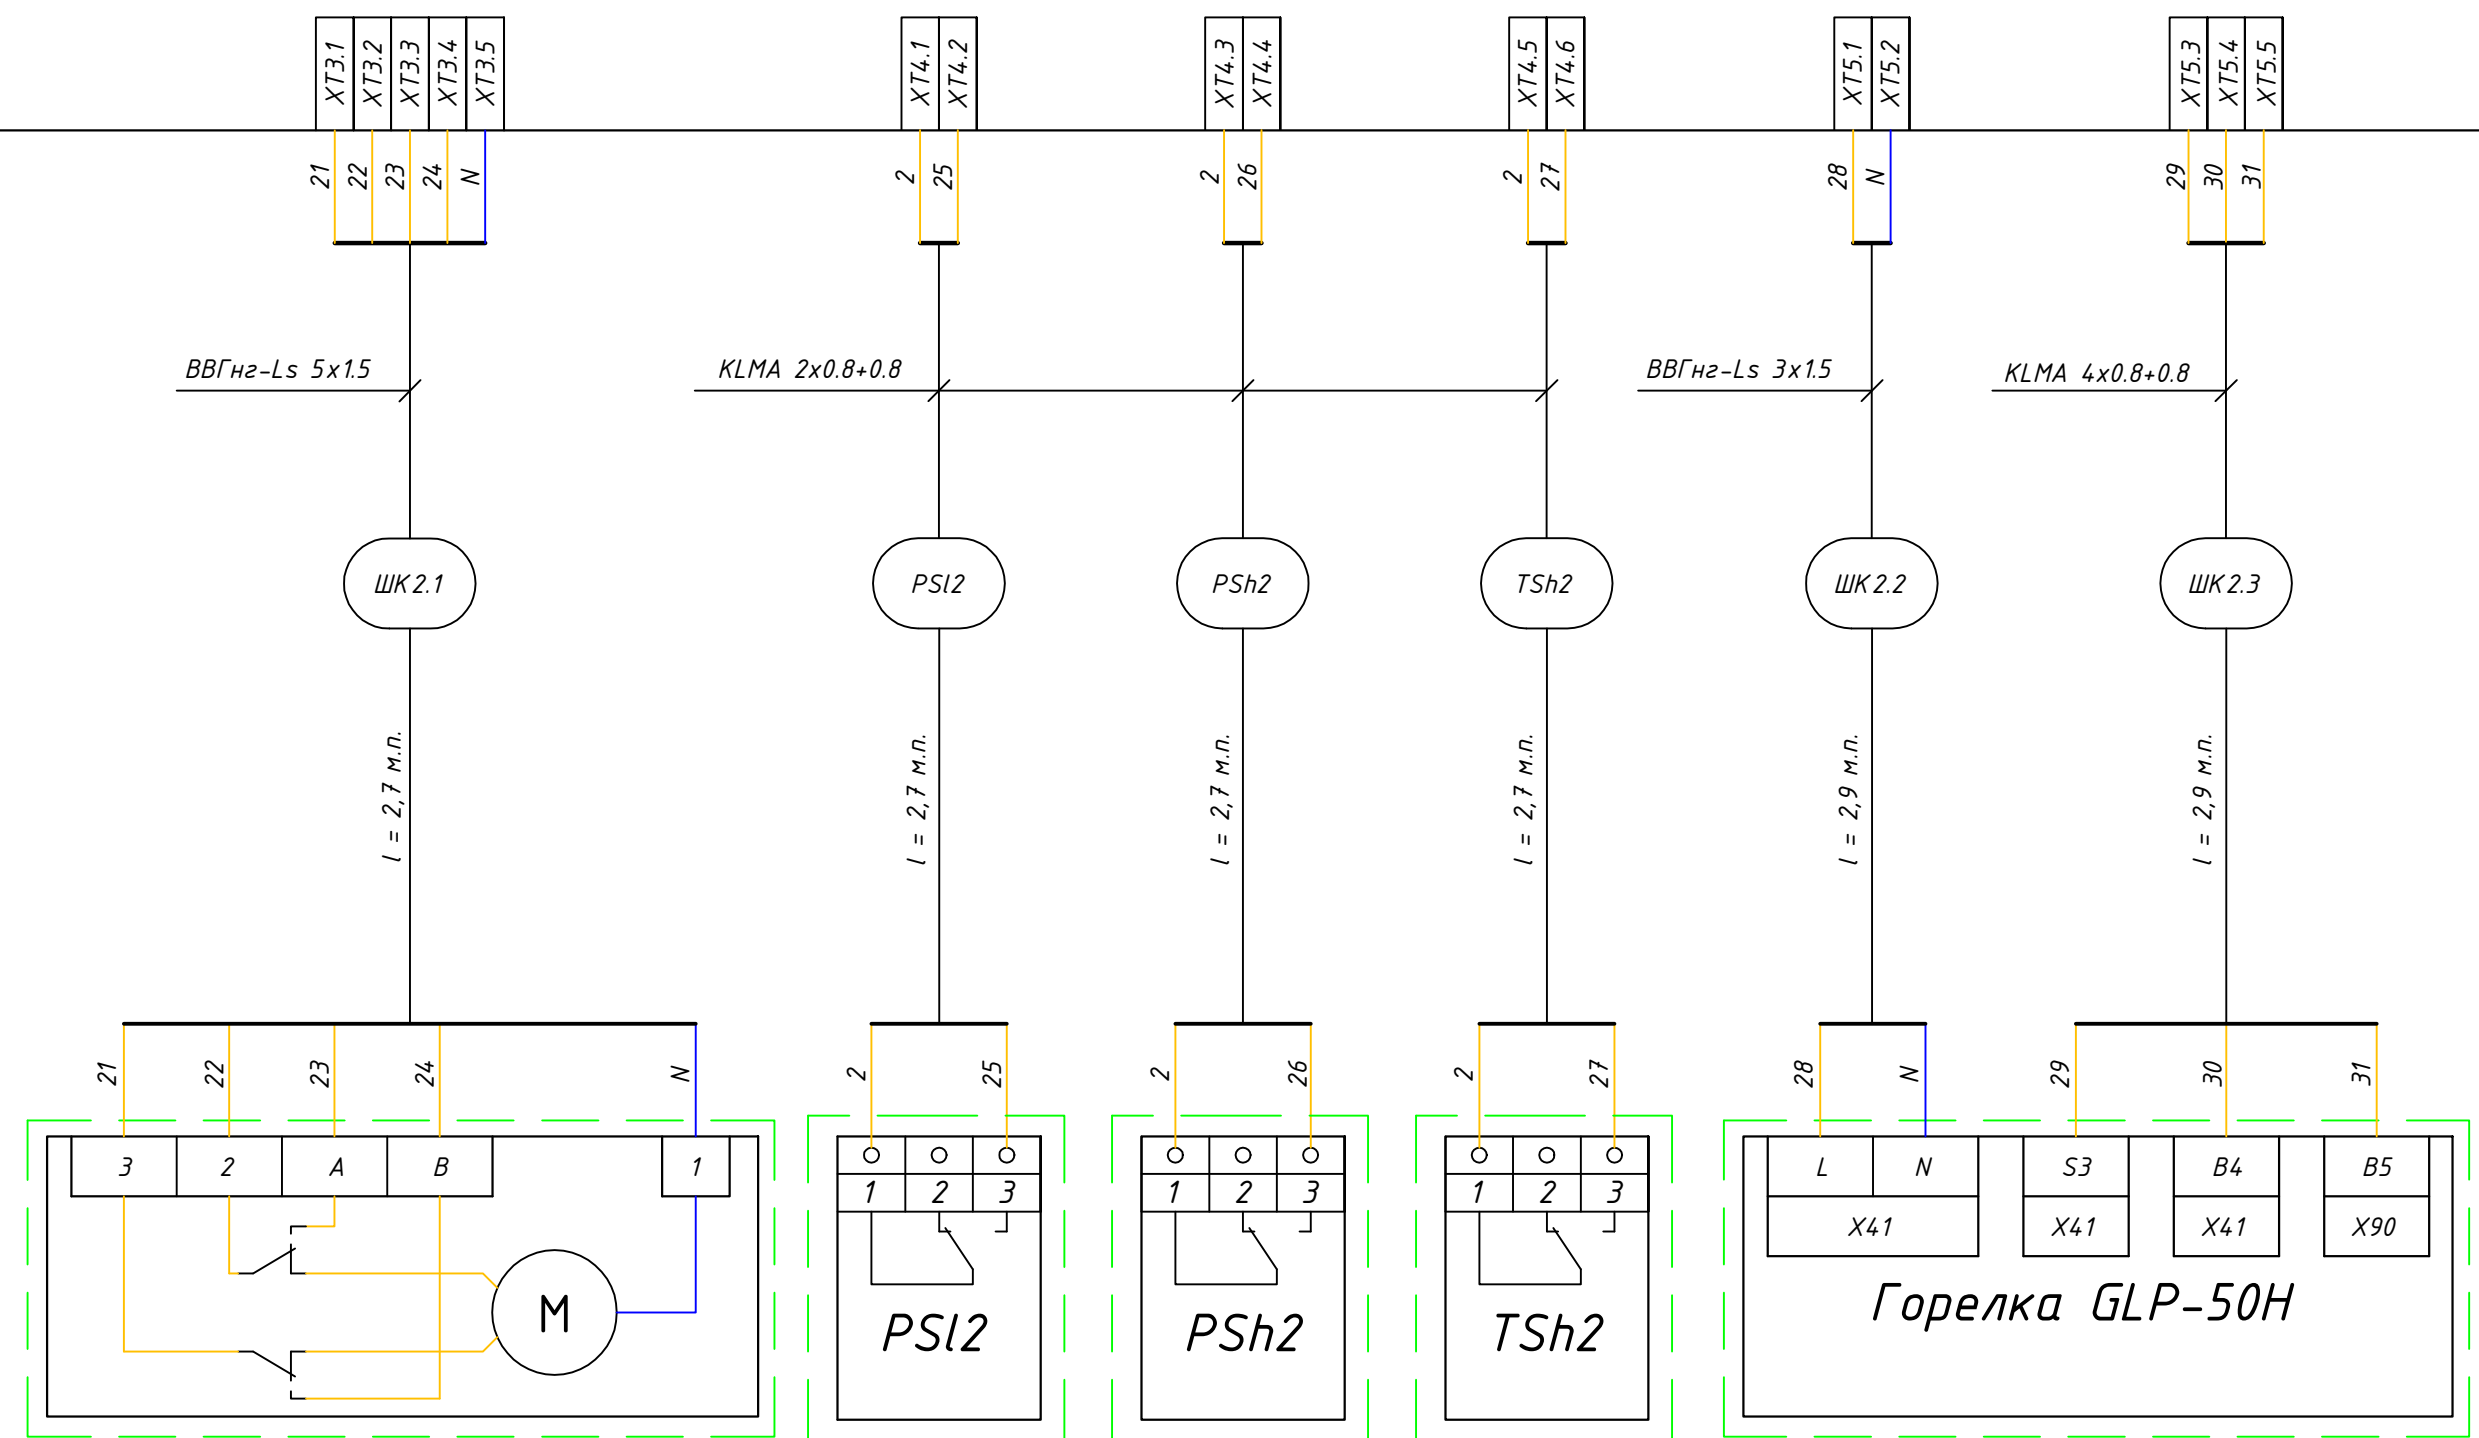 XT3.1 XT3.2 XT3.3 XT3.4 XT3.5 XT4.1 XT4.2 XT4.3 XT4.4 XT4.5 XT4.6 XT5.1 XT5.2 XT5.3 XT5.4 XT5.5
21 22 23 24 N 2 25 2 26 2 27 28 N 29 30 31
ВВГнг-Ls 5x1.5 KLMA 2x0.8+0.8 ВВГнг-Ls 3x1.5 KLMA 4x0.8+0.8
ШК2.1 PSl2 PSh2 TSh2 ШК2.2 ШК2.3
l = 2,7 м.п. l = 2,7 м.п. l = 2,7 м.п. l = 2,7 м.п. l = 2,9 м.п. l = 2,9 м.п.
21 22 23 24 N 2 25 2 26 2 27 28 N 29 30 31
3 2 A B 1 L N S3 B4 B5
1 2 3 1 2 3 1 2 3
X41 X41 X41 X90
M PSl2 PSh2 TSh2 Горелка GLP-50H